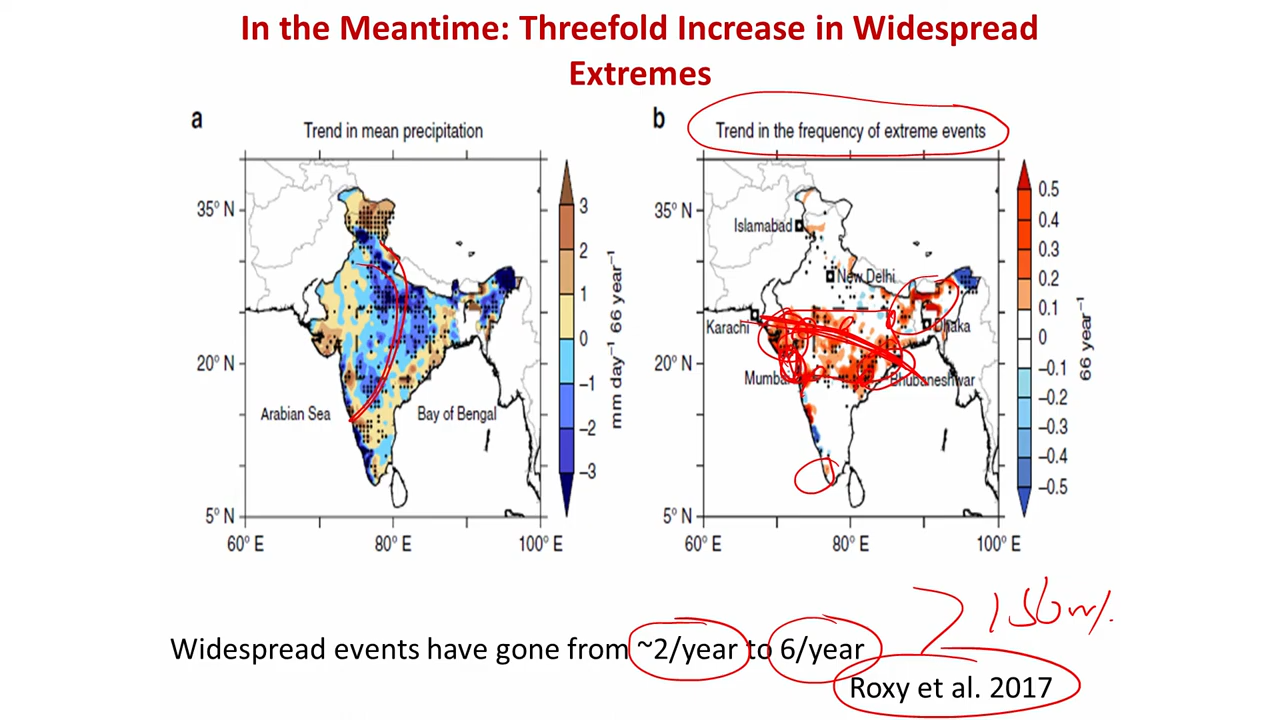 In the Meantime: Threefold Increase in Widespread
Extremes
a
Trend in mean precipitation
35° N
20° N
5° N
60° E
80° E
100° E
Arabian Sea
Bay of Bengal
3
2
1
0
−1
−2
−3
mm day⁻¹ 66 year⁻¹
b
Trend in the frequency of extreme events
35° N
20° N
5° N
60° E
80° E
100° E
Islamabad
New Delhi
Karachi
Dhaka
Bhubaneshwar
0.5
0.4
0.3
0.2
0.1
0
−0.1
−0.2
−0.3
−0.4
−0.5
66 year⁻¹
Widespread events have gone from ~2/year to 6/year
Roxy et al. 2017